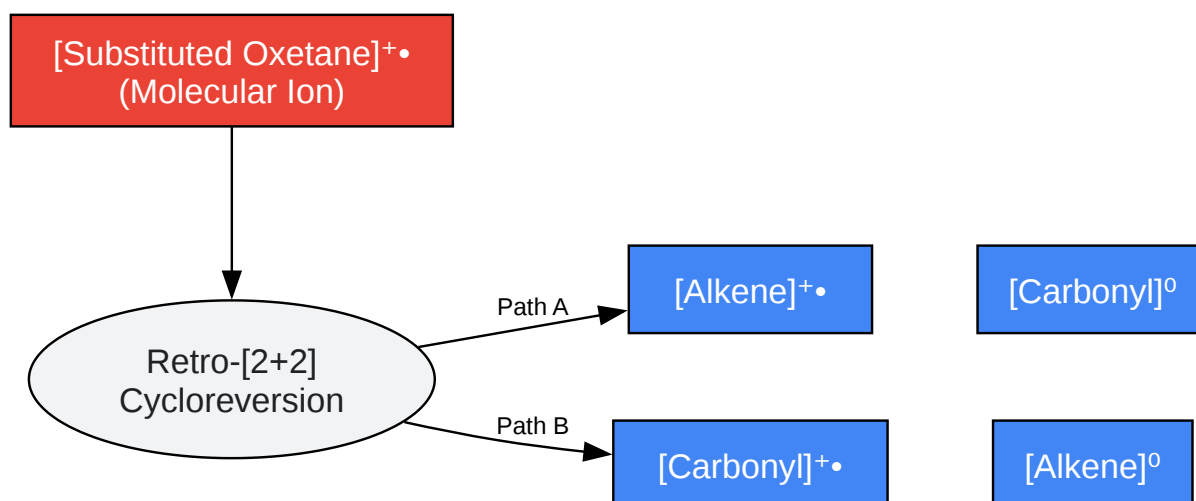 [Substituted Oxetane]⁺•
(Molecular Ion)
Path A
[Alkene]⁺•
[Carbonyl]⁰
Retro-[2+2]
Cycloreversion
Path B
[Carbonyl]⁺•
[Alkene]⁰